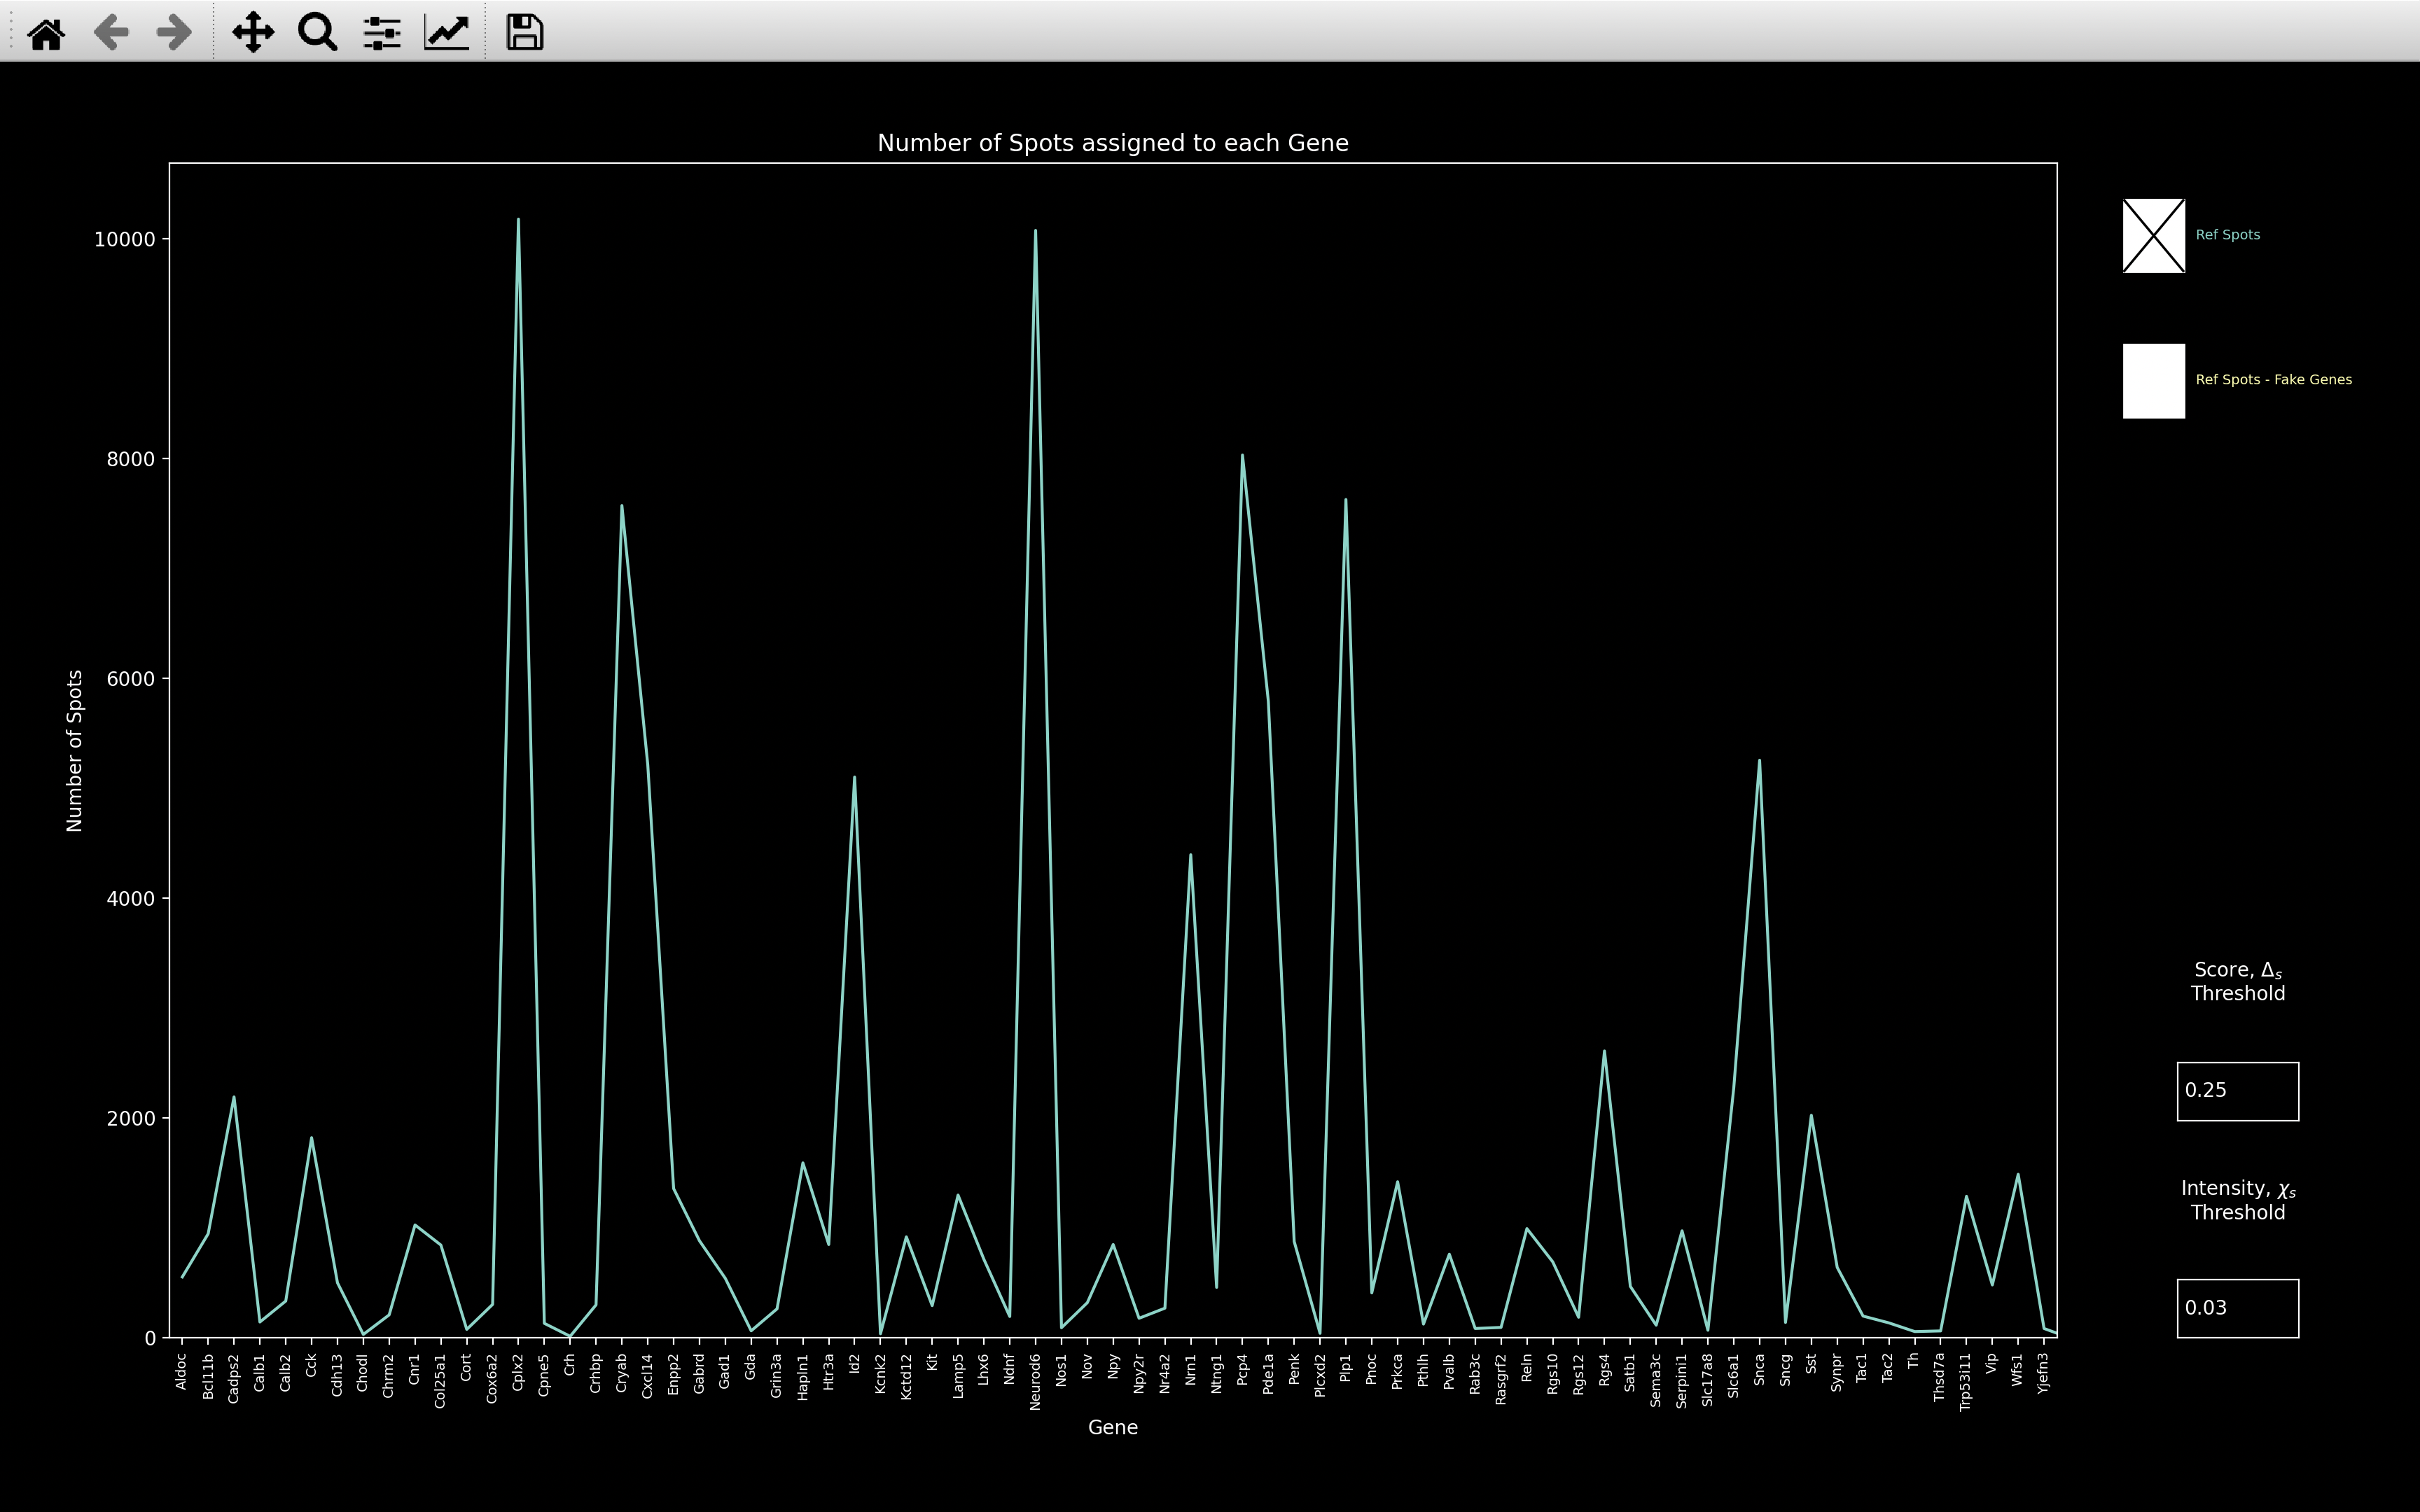 Number of Spots assigned to each Gene
10000
8000
6000
4000
2000
0
Number of Spots
Aldoc
Bcl11b
Cadps2
Calb1
Calb2
Cck
Cdh13
Chodl
Chrm2
Cnr1
Col25a1
Cort
Cox6a2
Cplx2
Cpne5
Crh
Crhbp
Cryab
Cxcl14
Enpp2
Gabrd
Gad1
Gda
Grin3a
Hapln1
Htr3a
Id2
Kcnk2
Kctd12
Kit
Lamp5
Lhx6
Ndnf
Neurod6
Nos1
Nov
Npy
Npy2r
Nr4a2
Nrn1
Ntng1
Pcp4
Pde1a
Penk
Plcxd2
Plp1
Pnoc
Prkca
Pthlh
Pvalb
Rab3c
Rasgrf2
Reln
Rgs10
Rgs12
Rgs4
Satb1
Sema3c
Serpini1
Slc17a8
Slc6a1
Snca
Sncg
Sst
Synpr
Tac1
Tac2
Th
Thsd7a
Trp53i11
Vip
Wfs1
Yjefn3
Gene
Ref Spots
Ref Spots - Fake Genes
Score, Δs
Threshold
0.25
Intensity, χs
Threshold
0.03